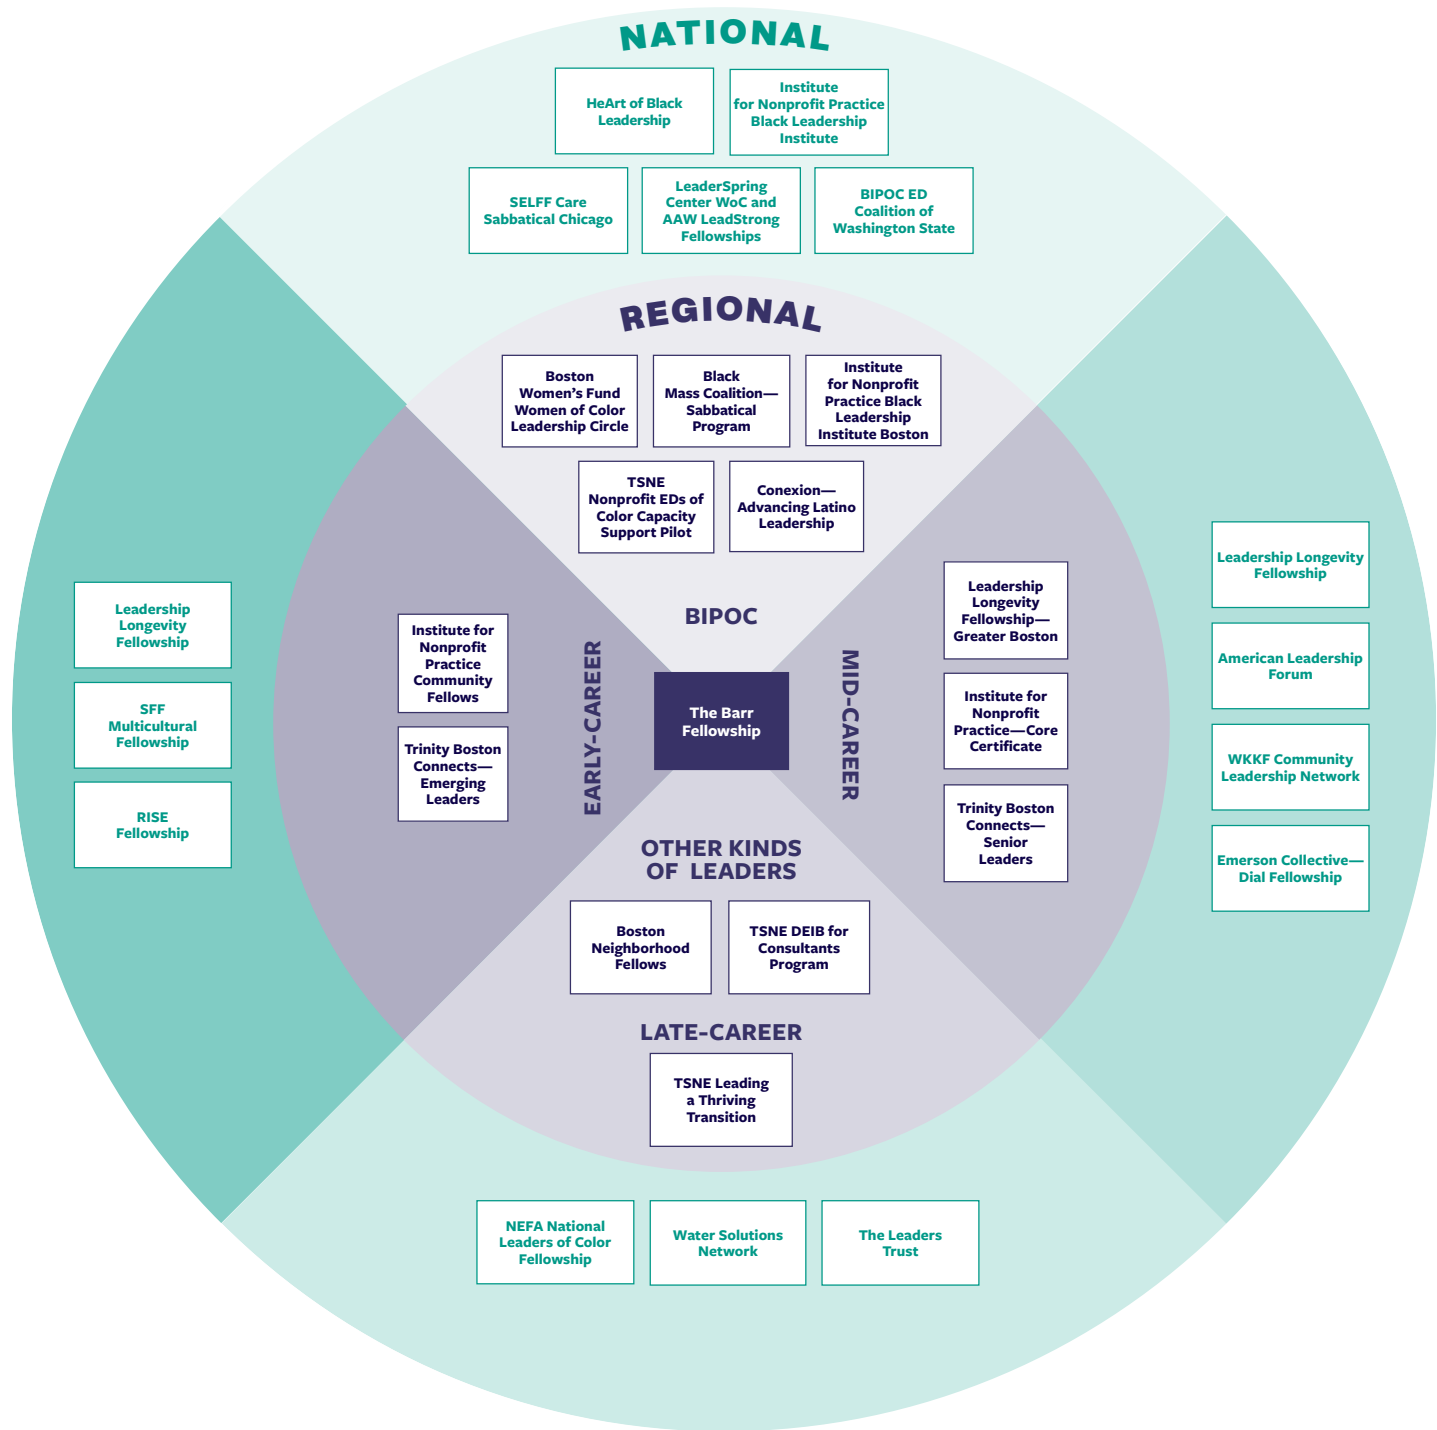 NATIONAL
HeArt of Black
Leadership
Institute
for Nonprofit Practice
Black Leadership
Institute
SELFF Care
Sabbatical Chicago
LeaderSpring
Center WoC and
AAW LeadStrong
Fellowships
BIPOC ED
Coalition of
Washington State
REGIONAL
Boston
Women’s Fund
Women of Color
Leadership Circle
Black
Mass Coalition—
Sabbatical
Program
Institute
for Nonprofit
Practice Black
Leadership
Institute Boston
TSNE
Nonprofit EDs of
Color Capacity
Support Pilot
Conexion—
Advancing Latino
Leadership
BIPOC
Leadership
Longevity
Fellowship
SFF
Multicultural
Fellowship
RISE
Fellowship
Institute for
Nonprofit
Practice
Community
Fellows
Trinity Boston
Connects—
Emerging
Leaders
EARLY-CAREER
The Barr
Fellowship
MID-CAREER
Leadership
Longevity
Fellowship—
Greater Boston
Institute for
Nonprofit
Practice—Core
Certificate
Trinity Boston
Connects—
Senior
Leaders
Leadership Longevity
Fellowship
American Leadership
Forum
WKKF Community
Leadership Network
Emerson Collective—
Dial Fellowship
OTHER KINDS
OF LEADERS
Boston
Neighborhood
Fellows
TSNE DEIB for
Consultants
Program
LATE-CAREER
TSNE Leading
a Thriving
Transition
NEFA National
Leaders of Color
Fellowship
Water Solutions
Network
The Leaders
Trust